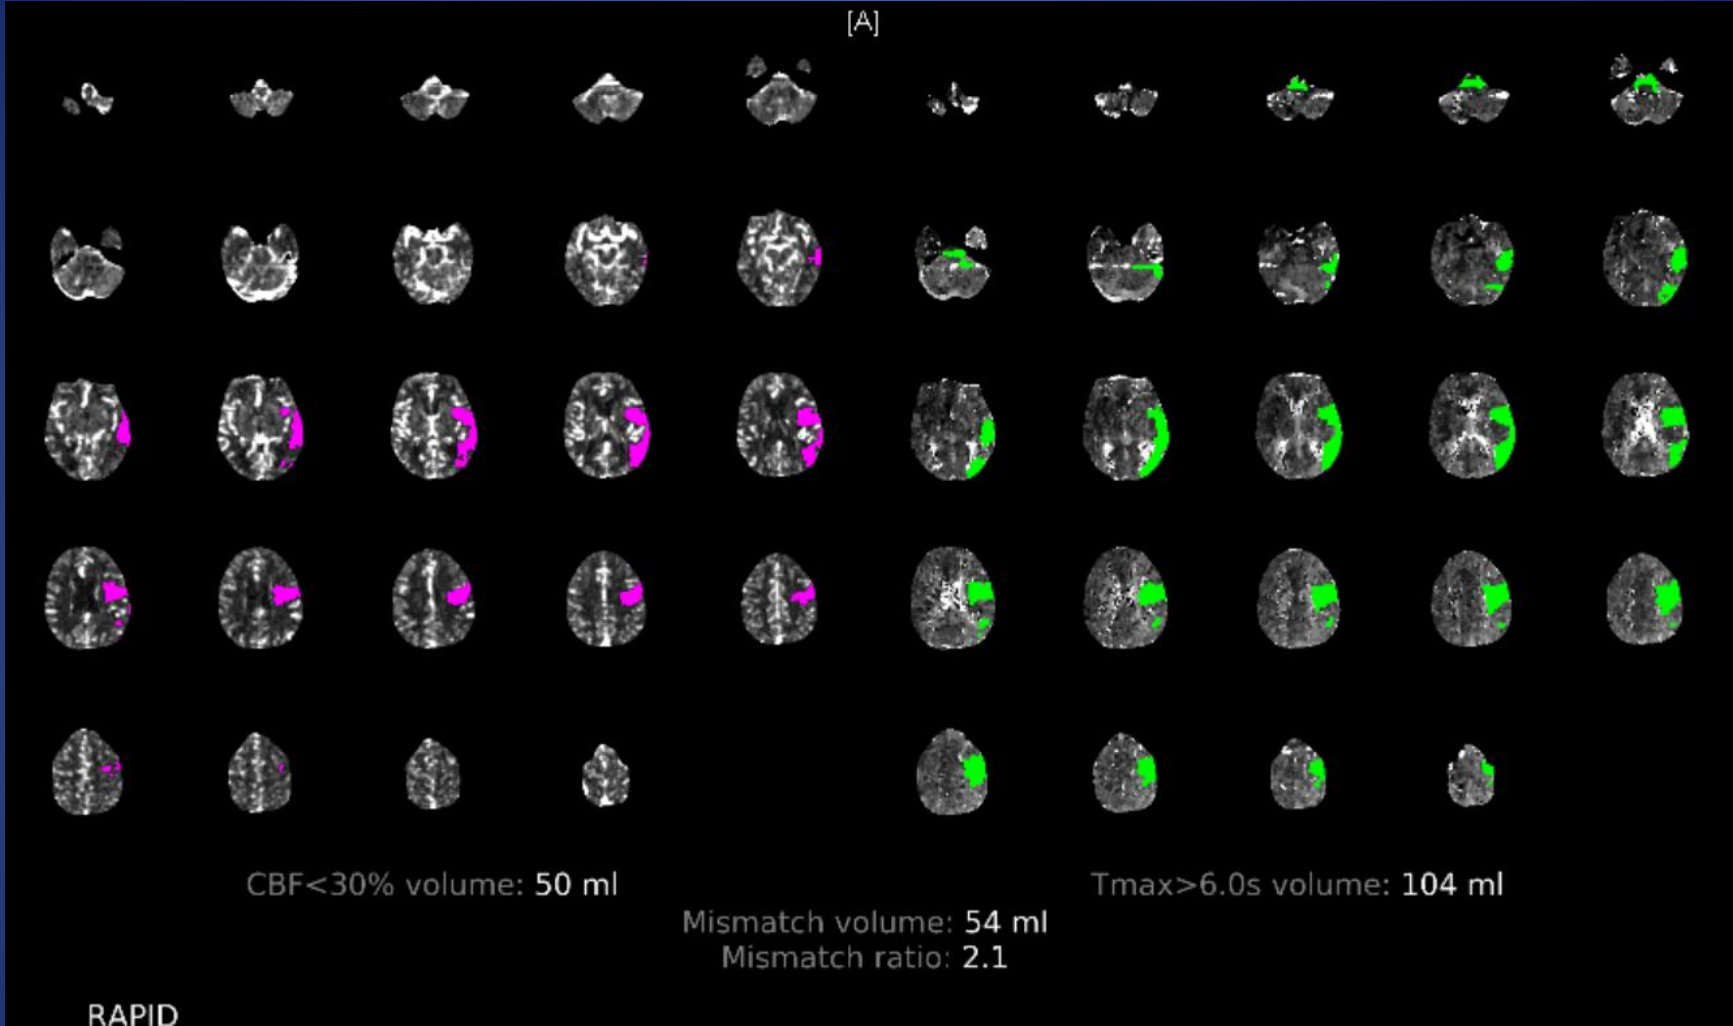 [A]
CBF<30% volume: 50 ml
Tmax>6.0s volume: 104 ml
Mismatch volume: 54 ml
Mismatch ratio: 2.1
RAPID